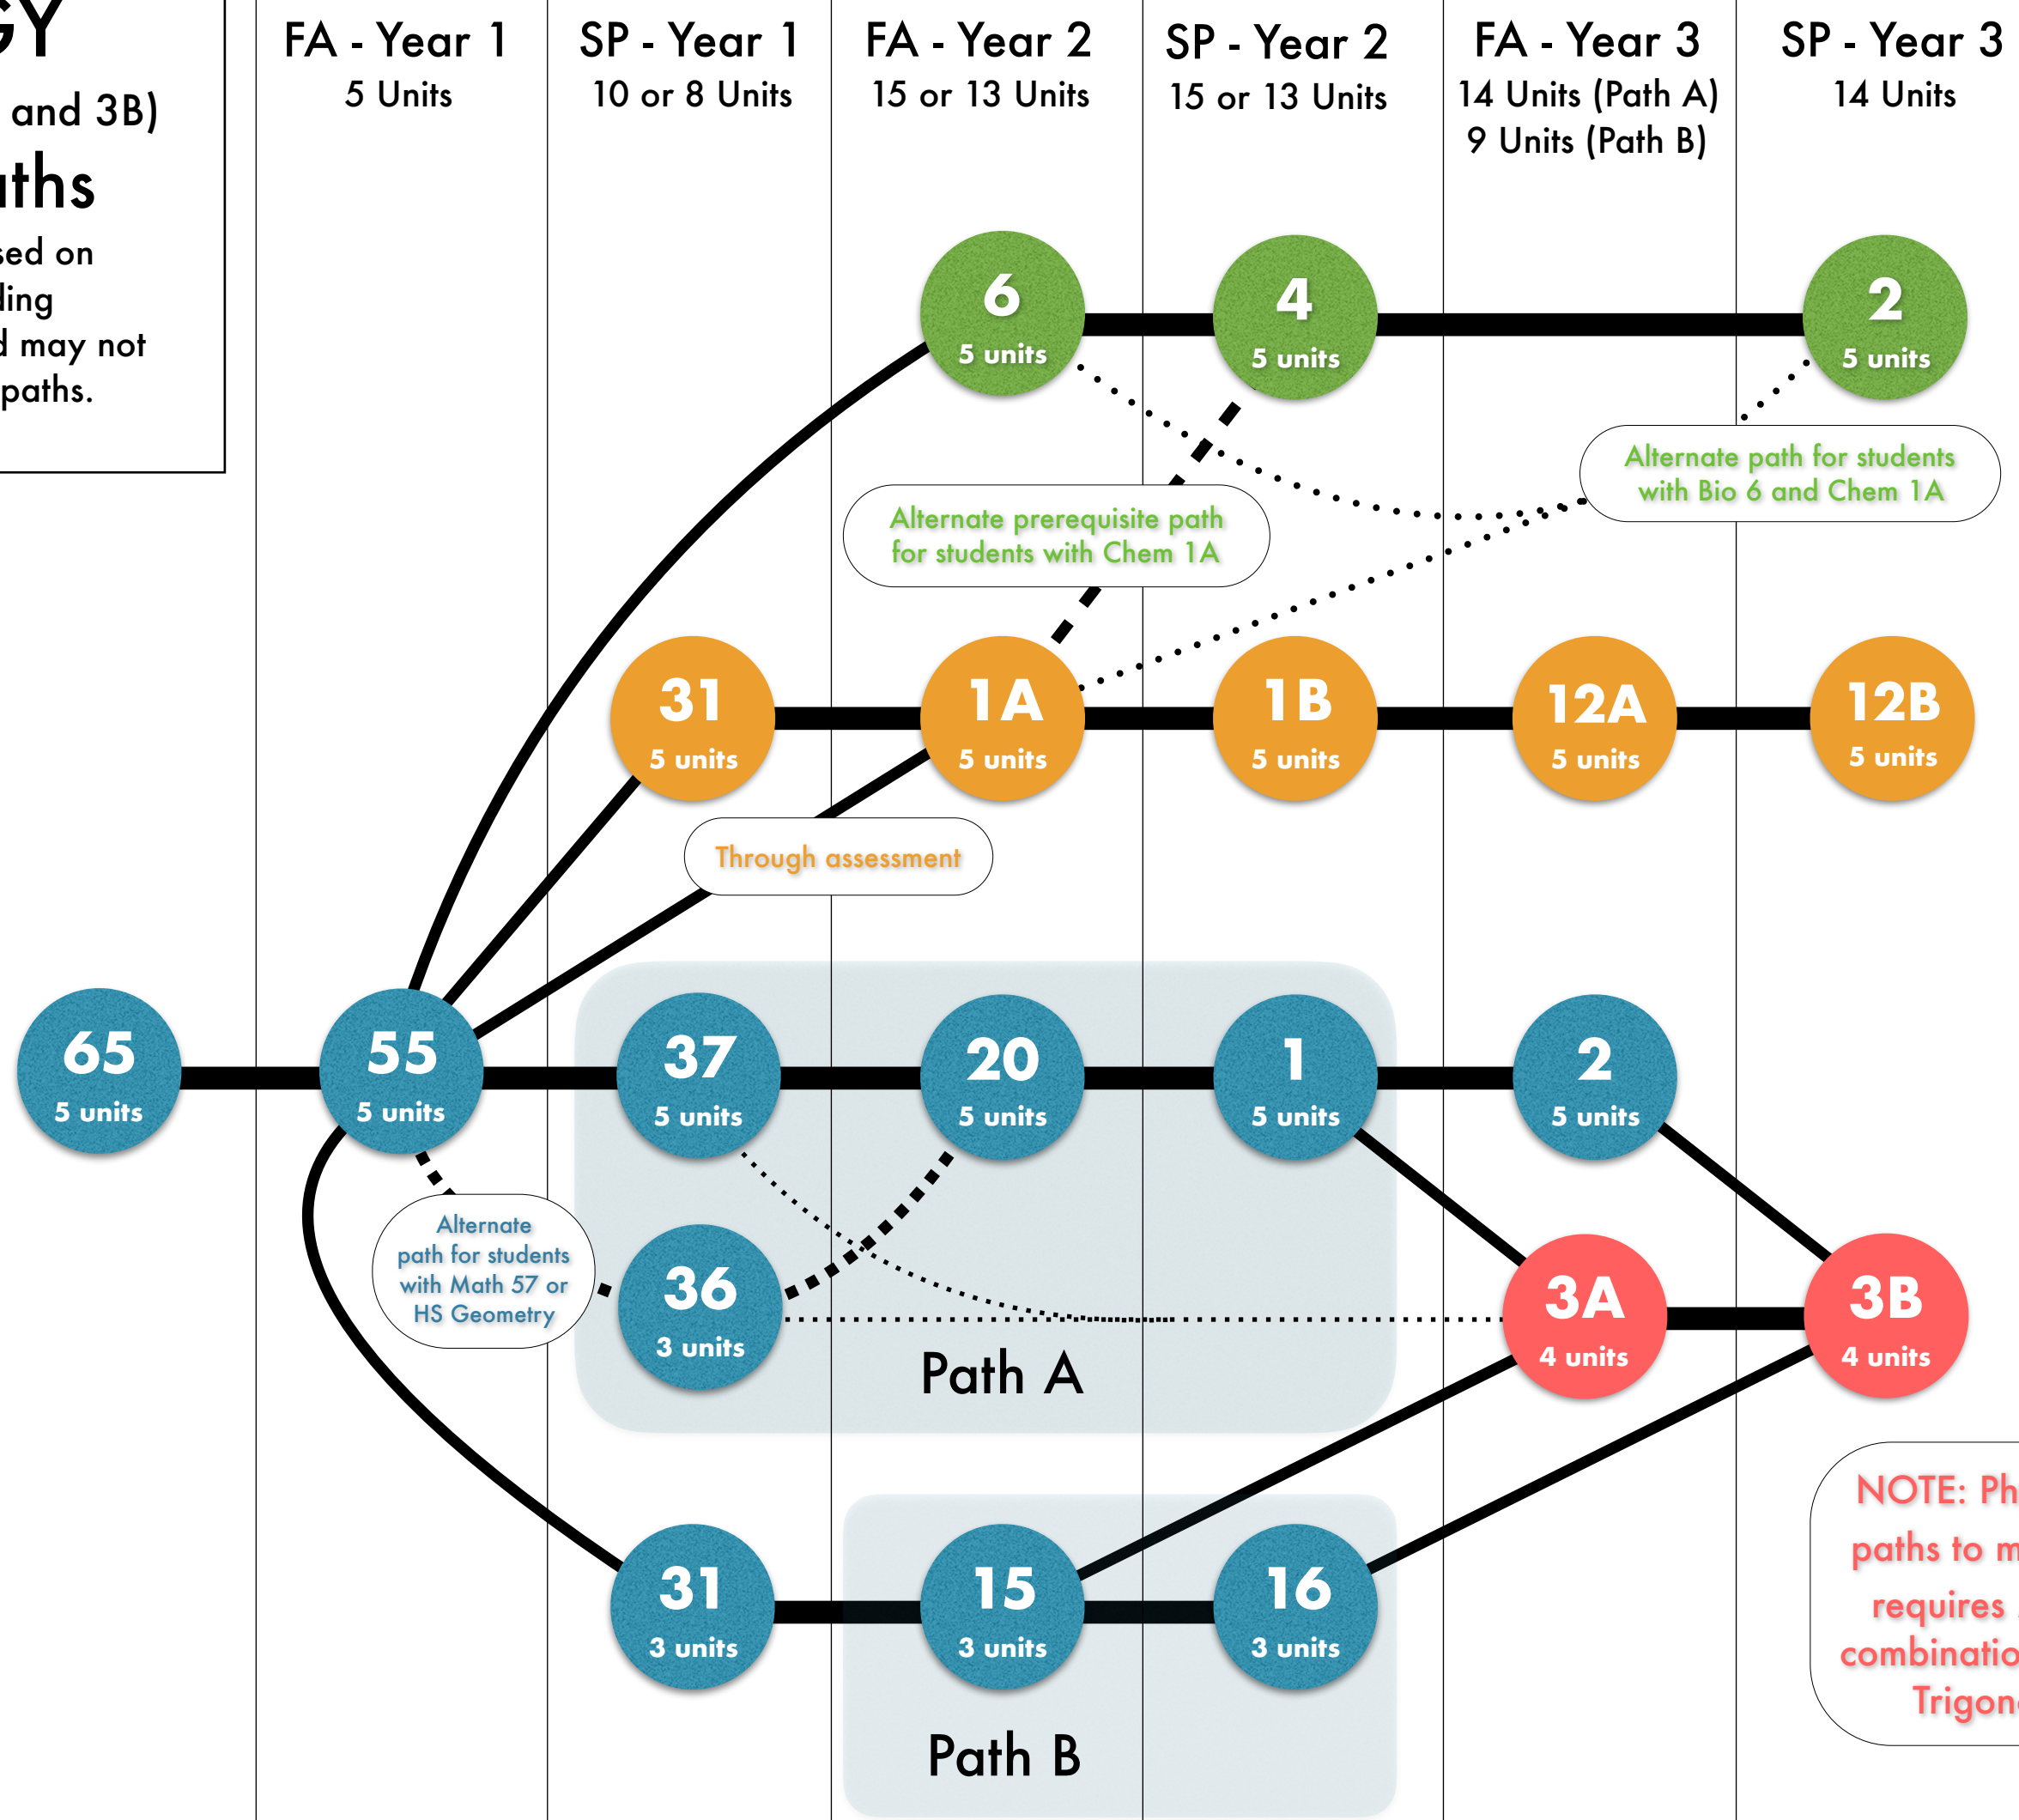 GY
and 3B)
FA - Year 1
5 Units
SP - Year 1
10 or 8 Units
FA - Year 2
15 or 13 Units
SP - Year 2
15 or 13 Units
FA - Year 3
14 Units (Path A)
9 Units (Path B)
SP - Year 3
14 Units
on
may not
paths.
6
5 units
4
5 units
2
5 units
Alternate path for students
with Bio 6 and Chem 1A
Alternate prerequisite path
for students with Chem 1A
31
5 units
1A
5 units
1B
5 units
12A
5 units
12B
5 units
Through assessment
65
5 units
55
5 units
37
5 units
20
5 units
1
5 units
2
5 units
Alternate
path for students
with Math 57 or
HS Geometry
36
3 units
3A
4 units
3B
4 units
Path A
31
3 units
15
3 units
16
3 units
Path B
NOTE:
paths to
requires